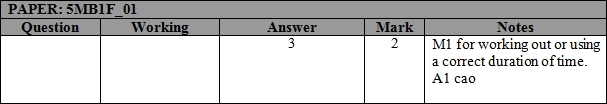 PAPER: 5MB1F_01
Question Working Answer Mark Notes
3 2 M1 for working out or using
a correct duration of time.
A1 cao